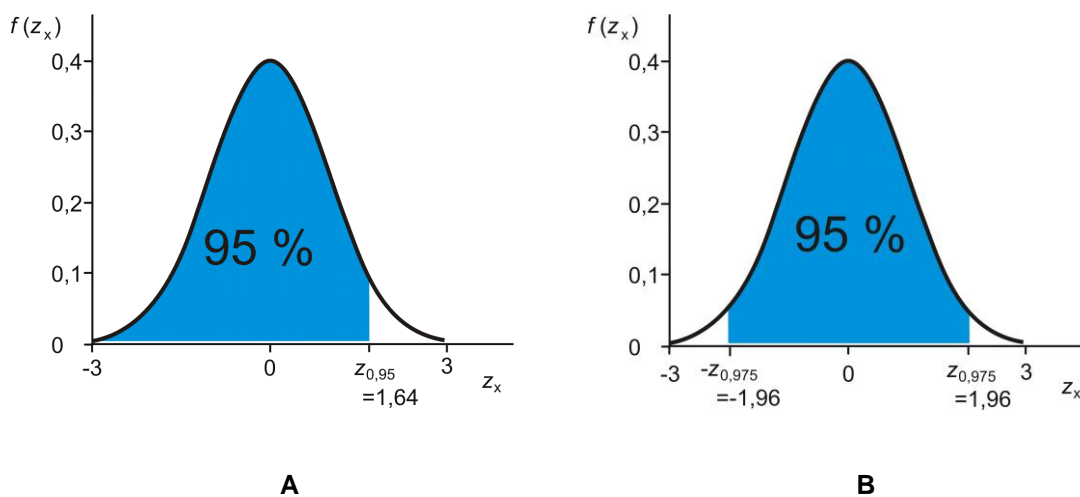 f(zx)
0,4
0,3
0,2
0,1
0
95 %
-3
0
z0,95
=1,64
3
zx
A
f(zx)
0,4
0,3
0,2
0,1
0
95 %
-3
-z0,975
=-1,96
0
z0,975
=1,96
3
zx
B